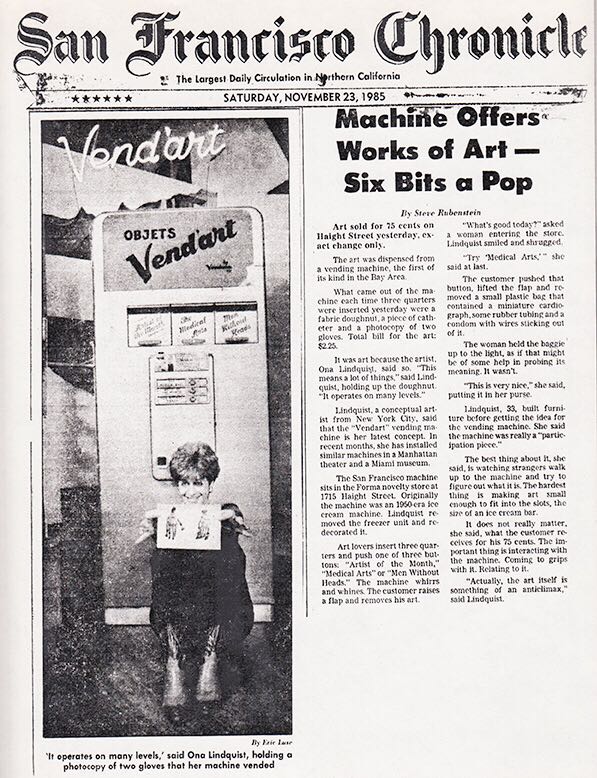 San Francisco Chronicle
The Largest Daily Circulation in Northern California
★★★★★★ SATURDAY, NOVEMBER 23, 1985
Vend'art
OBJETS
Vend'art
The
Medical
Arts
Men
Without
Heads
By Eric Luse
'It operates on many levels,' said Ona Lindquist, holding a
photocopy of two gloves that her machine vended
Machine Offers
Works of Art —
Six Bits a Pop
By Steve Rubenstein
Art sold for 75 cents on
Haight Street yesterday, ex-
act change only.
The art was dispensed from
a vending machine, the first of
its kind in the Bay Area.
What came out of the ma-
chine each time three quarters
were inserted yesterday were a
fabric doughnut, a piece of cath-
eter and a photocopy of two
gloves. Total bill for the art:
$2.25.
It was art because the artist,
Ona Lindquist, said so. "This
means a lot of things," said Lind-
quist, holding up the doughnut.
"It operates on many levels."
Lindquist, a conceptual art-
ist from New York City, said
that the "Vendart" vending ma-
chine is her latest concept. In
recent months, she has installed
similar machines in a Manhattan
theater and a Miami museum.
The San Francisco machine
sits in the Forma novelty store at
1715 Haight Street. Originally
the machine was an 1950-era ice
cream machine. Lindquist re-
moved the freezer unit and re-
decorated it.
Art lovers insert three quar-
ters and push one of three but-
tons: "Artist of the Month,"
"Medical Arts" or "Men Without
Heads." The machine whirrs
and whines. The customer raises
a flap and removes his art.
"What's good today?" asked
a woman entering the store.
Lindquist smiled and shrugged.
"Try 'Medical Arts,'" she
said at last.
The customer pushed that
button, lifted the flap and re-
moved a small plastic bag that
contained a miniature cardio-
graph, some rubber tubing and a
condom with wires sticking out
of it.
The woman held the baggie
up to the light, as if that might
be of some help in probing its
meaning. It wasn't.
"This is very nice," she said,
putting it in her purse.
Lindquist, 33, built furni-
ture before getting the idea for
the vending machine. She said
the machine was really a "partic-
ipation piece."
The best thing about it, she
said, is watching strangers walk
up to the machine and try to
figure out what it is. The hardest
thing is making art small
enough to fit into the slots, the
size of an ice cream bar.
It does not really matter,
she said, what the customer re-
ceives for his 75 cents. The im-
portant thing is interacting with
the machine. Coming to grips
with it. Relating to it.
"Actually, the art itself is
something of an anticlimax,"
said Lindquist.